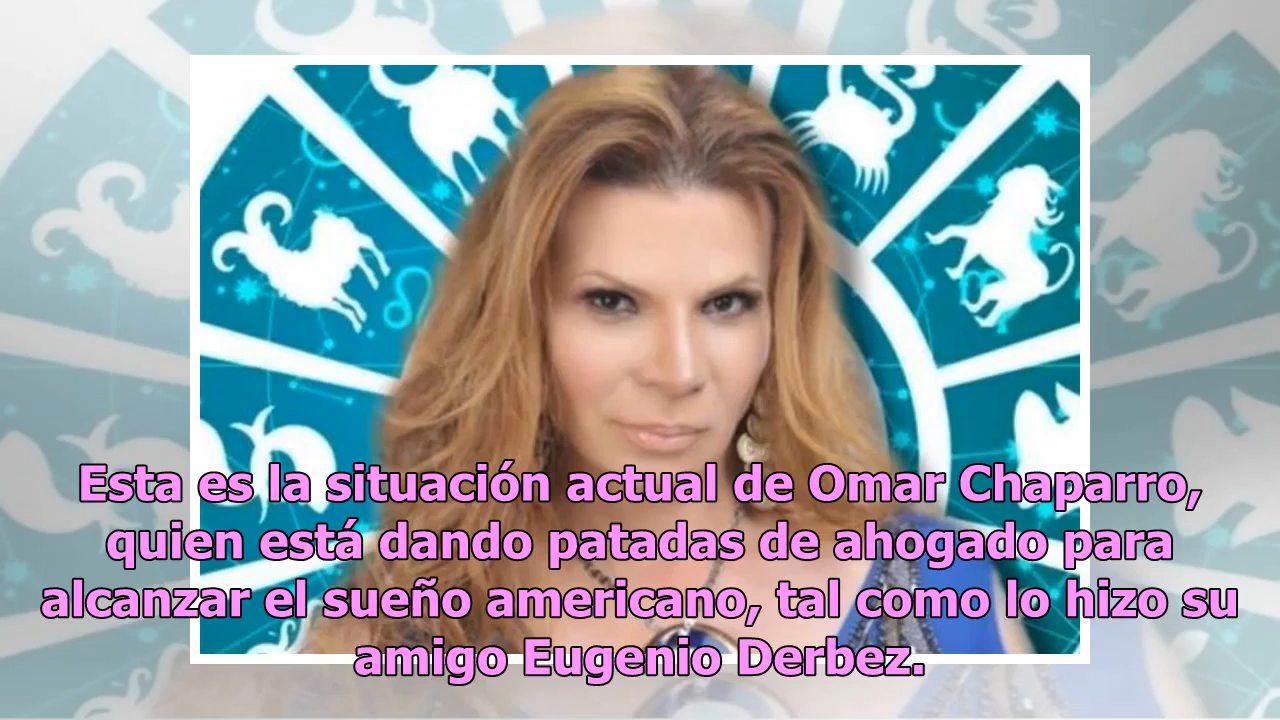 Esta es la situación actual de Omar Chaparro,
quien está dando patadas de ahogado para
alcanzar el sueño americano, tal como lo hizo su
amigo Eugenio Derbez.